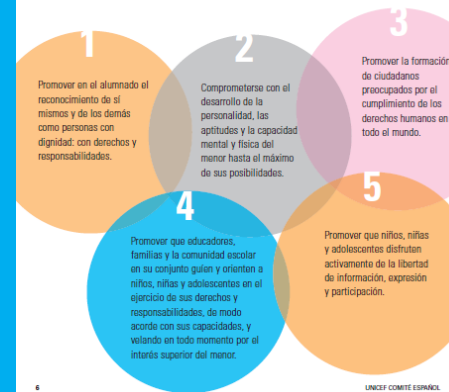 1
Promover en el alumnado el
reconocimiento de sí
mismos y de los demás
como personas con
dignidad: con derechos y
responsabilidades.
2
Comprometerse con el
desarrollo de la
personalidad, las
aptitudes y la capacidad
mental y física del
menor hasta el máximo
de sus posibilidades.
3
Promover la formación
de ciudadanos
preocupados por el
cumplimiento de los
derechos humanos en
todo el mundo.
4
Promover que educadores,
familias y la comunidad escolar
en su conjunto guíen y orienten a
niños, niñas y adolescentes en el
ejercicio de sus derechos y
responsabilidades, de modo
acorde con sus capacidades, y
velando en todo momento por el
interés superior del menor.
5
Promover que niños, niñas
y adolescentes disfruten
activamente de la libertad
de información, expresión
y participación.
6
UNICEF COMITÉ ESPAÑOL